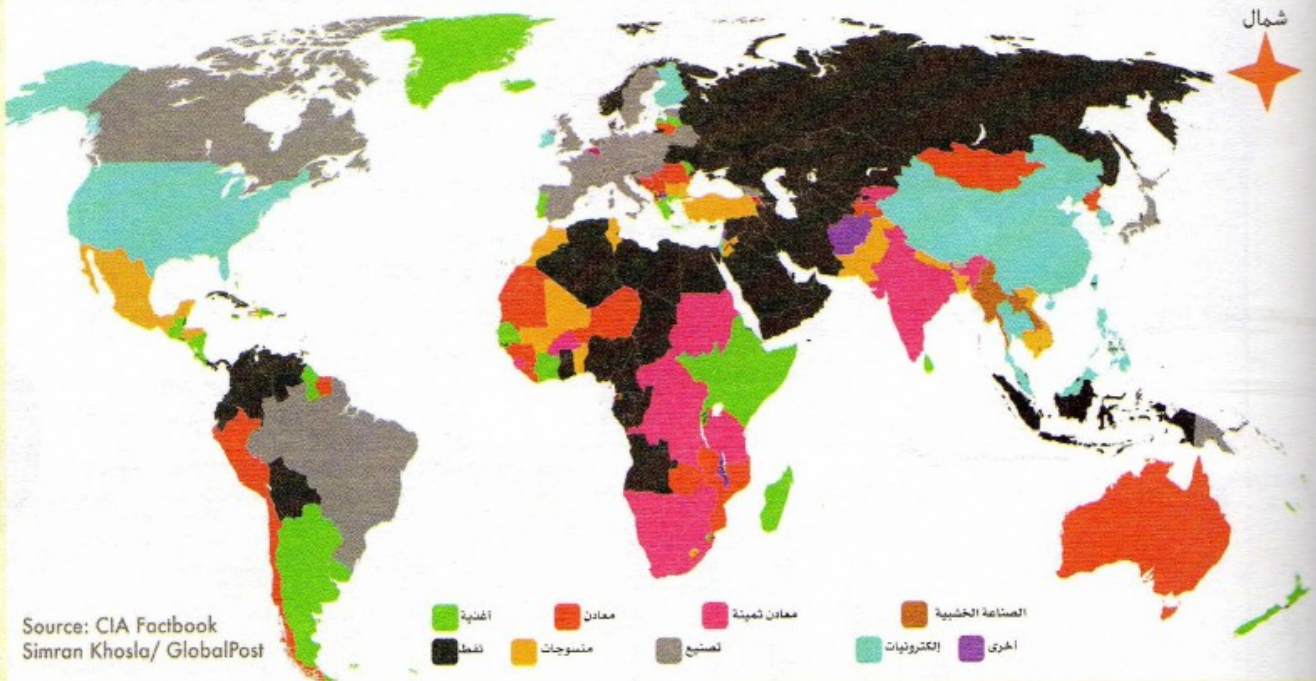 شمال
أغذية
معادن
معادن ثمينة
الصناعة الخشبية
نفط
منسوجات
تصنيع
إلكترونيات
أخرى
Source: CIA Factbook
Simran Khosla/ GlobalPost